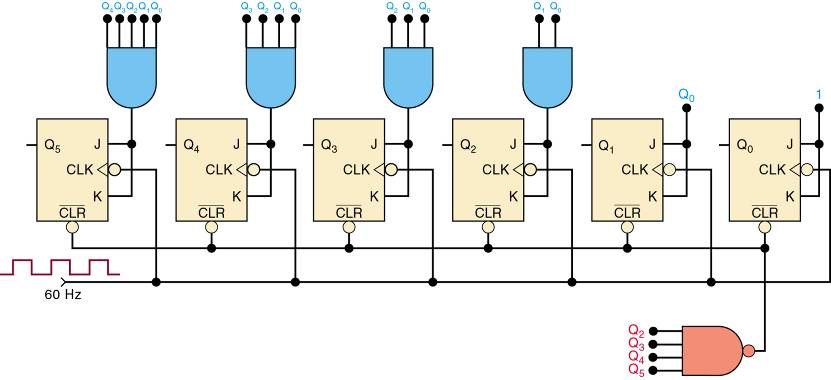 Q4 Q3 Q2 Q1 Q0
Q3 Q2 Q1 Q0
Q2 Q1 Q0
Q1 Q0
Q0
1
Q5 J
CLK
K
CLR
Q4 J
CLK
K
CLR
Q3 J
CLK
K
CLR
Q2 J
CLK
K
CLR
Q1 J
CLK
K
CLR
Q0 J
CLK
K
CLR
60 Hz
Q2
Q3
Q4
Q5